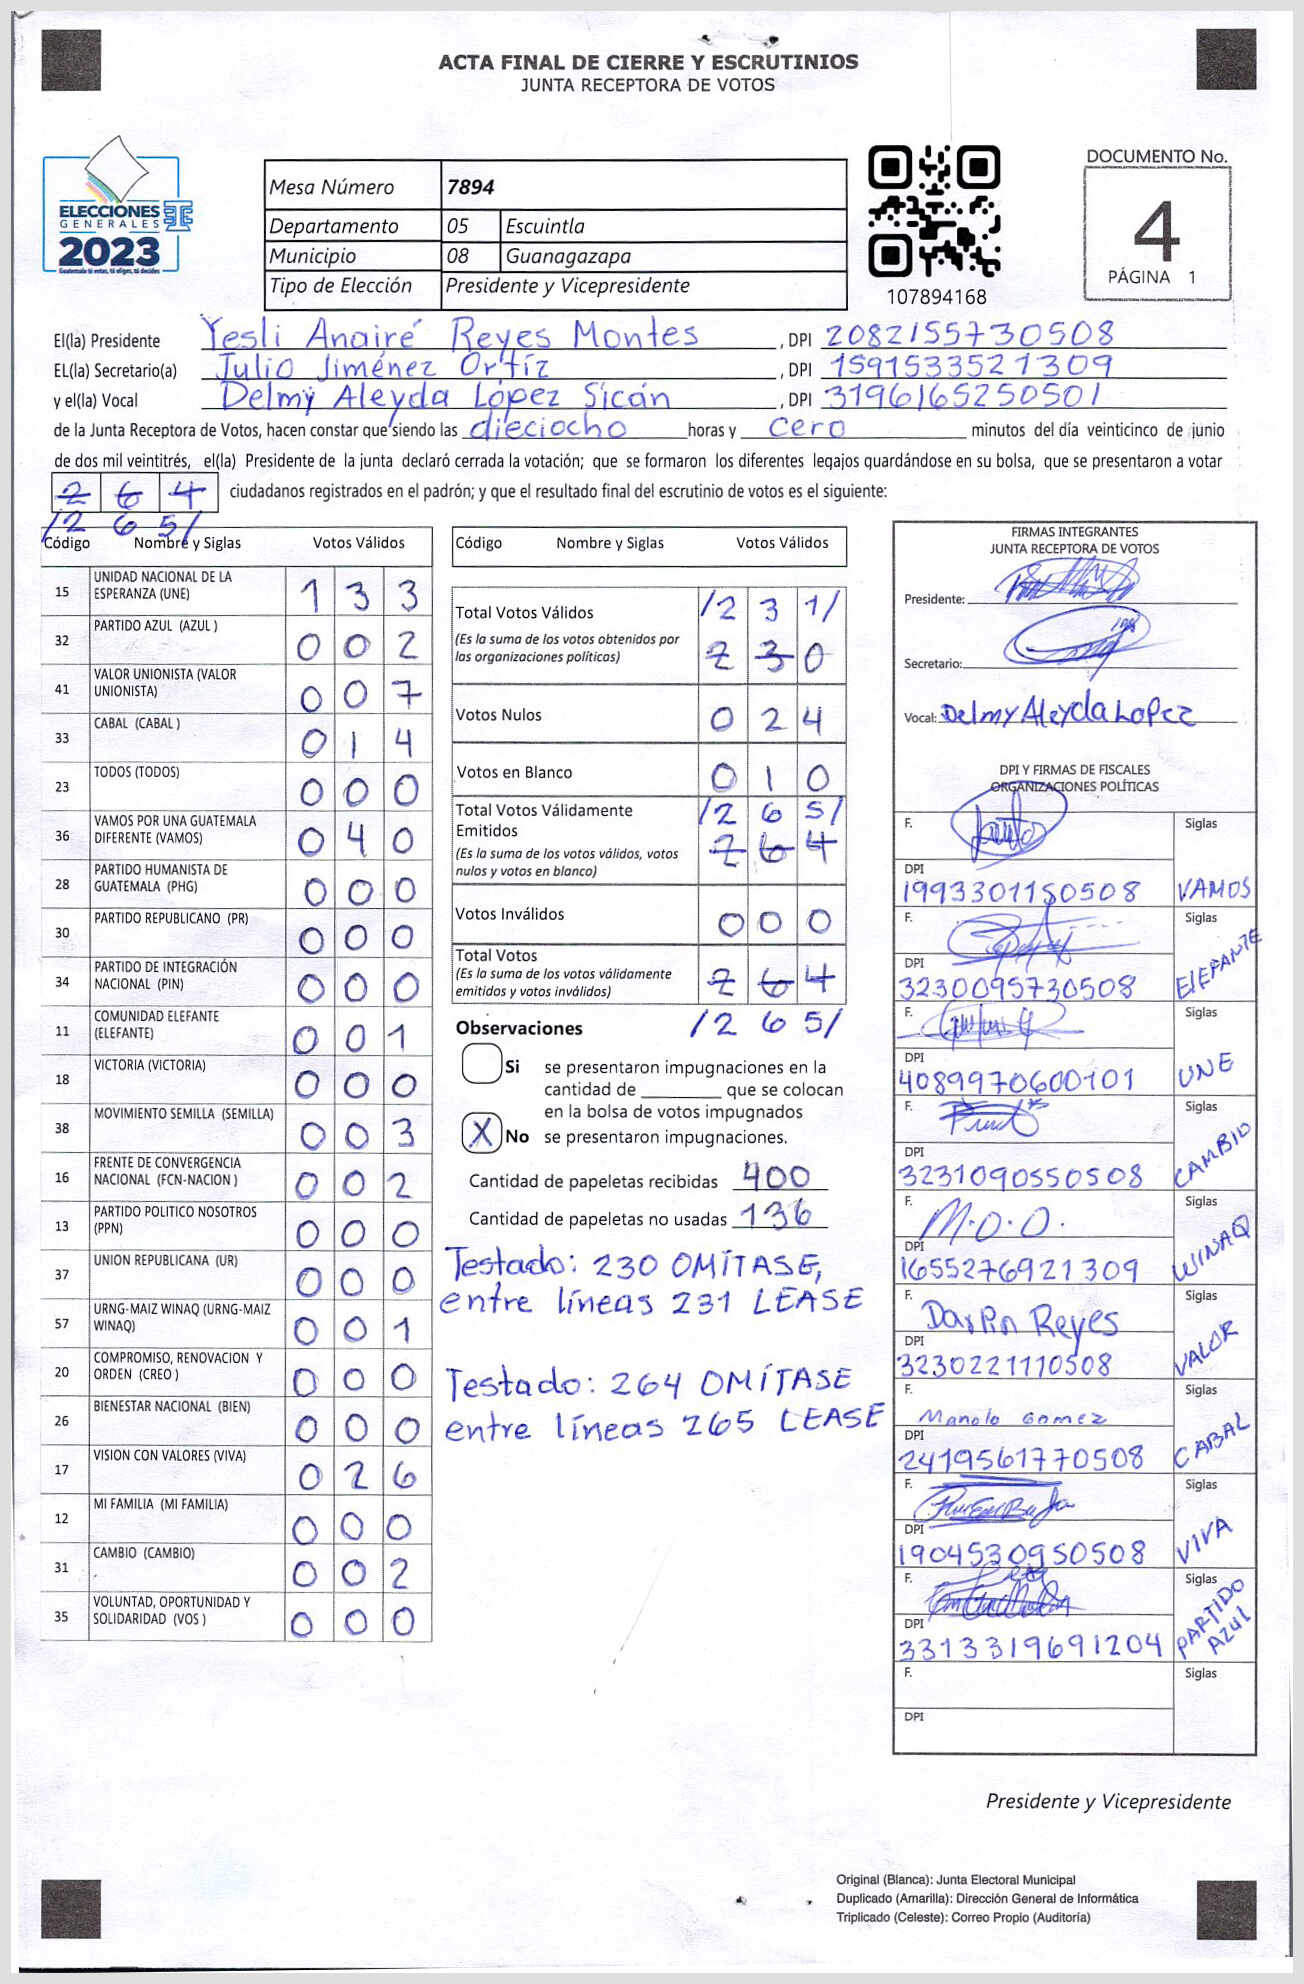 ACTA FINAL DE CIERRE Y ESCRUTINIOS
JUNTA RECEPTORA DE VOTOS
ELECCIONES
GENERALES
2023
Guatemala tú votas, tú eliges, tú decides
Mesa Número 7894
Departamento 05 Escuintla
Municipio 08 Guanagazapa
Tipo de Elección Presidente y Vicepresidente
107894168
DOCUMENTO No.
4
PÁGINA 1
El(la) Presidente Yesli Anairé Reyes Montes , DPI 2082155730508
EL(la) Secretario(a) Julio Jiménez Ortíz , DPI 1591533521309
y el(la) Vocal Delmy Aleyda López Sicán , DPI 3196165250501
de la Junta Receptora de Votos, hacen constar que siendo las dieciocho horas y cero minutos del día veinticinco de junio
de dos mil veintitrés, el(la) Presidente de la junta declaró cerrada la votación; que se formaron los diferentes legajos guardándose en su bolsa, que se presentaron a votar
264 ciudadanos registrados en el padrón; y que el resultado final del escrutinio de votos es el siguiente:
/265/
Código Nombre y Siglas Votos Válidos
15 UNIDAD NACIONAL DE LA ESPERANZA (UNE) 133
32 PARTIDO AZUL (AZUL ) 002
41 VALOR UNIONISTA (VALOR UNIONISTA) 007
33 CABAL (CABAL ) 014
23 TODOS (TODOS) 000
36 VAMOS POR UNA GUATEMALA DIFERENTE (VAMOS) 040
28 PARTIDO HUMANISTA DE GUATEMALA (PHG) 000
30 PARTIDO REPUBLICANO (PR) 000
34 PARTIDO DE INTEGRACIÓN NACIONAL (PIN) 000
11 COMUNIDAD ELEFANTE (ELEFANTE) 001
18 VICTORIA (VICTORIA) 000
38 MOVIMIENTO SEMILLA (SEMILLA) 003
16 FRENTE DE CONVERGENCIA NACIONAL (FCN-NACION ) 002
13 PARTIDO POLITICO NOSOTROS (PPN) 000
37 UNION REPUBLICANA (UR) 000
57 URNG-MAIZ WINAQ (URNG-MAIZ WINAQ) 001
20 COMPROMISO, RENOVACION Y ORDEN (CREO ) 000
26 BIENESTAR NACIONAL (BIEN) 000
17 VISION CON VALORES (VIVA) 026
12 MI FAMILIA (MI FAMILIA) 000
31 CAMBIO (CAMBIO) 002
35 VOLUNTAD, OPORTUNIDAD Y SOLIDARIDAD (VOS ) 000
Código Nombre y Siglas Votos Válidos
Total Votos Válidos /231/
(Es la suma de los votos obtenidos por las organizaciones políticas) 230
Votos Nulos 024
Votos en Blanco 010
Total Votos Válidamente Emitidos /265/
(Es la suma de los votos válidos, votos nulos y votos en blanco) 264
Votos Inválidos 000
Total Votos
(Es la suma de los votos válidamente emitidos y votos inválidos) 264
/265/
Observaciones
Si se presentaron impugnaciones en la
cantidad de ________ que se colocan
en la bolsa de votos impugnados
X No se presentaron impugnaciones.
Cantidad de papeletas recibidas 400
Cantidad de papeletas no usadas 136
Testado: 230 OMÍTASE,
entre líneas 231 LEASE
Testado: 264 OMÍTASE
entre líneas 265 LEASE
FIRMAS INTEGRANTES
JUNTA RECEPTORA DE VOTOS
Presidente:
Secretario:
Vocal: Delmy Aleyda Lopez
DPI Y FIRMAS DE FISCALES
ORGANIZACIONES POLÍTICAS
F. Siglas
DPI
1993301150508 VAMOS
F. Siglas
DPI
3230095730508 ElEFANTE
F. Siglas
DPI
4089970600101 UNE
F. Siglas
DPI
3231090550508 CAMBIO
F. M.O.O. Siglas
DPI
1655276921309 WINAQ
F. Siglas
Reyes
DPI
3230221110508 VALOR
F. Siglas
Manolo Gomez
DPI
2419561770508 CABAL
F. Siglas
DPI
1904530950508 VIVA
F. Siglas
DPI
3313319691204 PARTIDO AZUL
F. Siglas
DPI
Presidente y Vicepresidente
Original (Blanca): Junta Electoral Municipal
Duplicado (Amarilla): Dirección General de Informática
Triplicado (Celeste): Correo Propio (Auditoría)